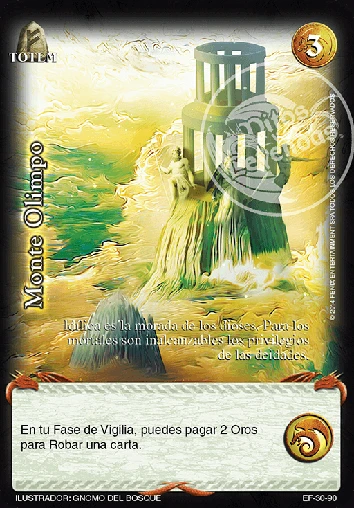 TOTEM
3
Monte Olimpo
Idílica es la morada de los dioses. Para los
mortales son inalcanzables los privilegios
de las deidades.
En tu Fase de Vigilia, puedes pagar 2 Oros
para Robar una carta.
ILUSTRADOR: GNOMO DEL BOSQUE
EF-30-90